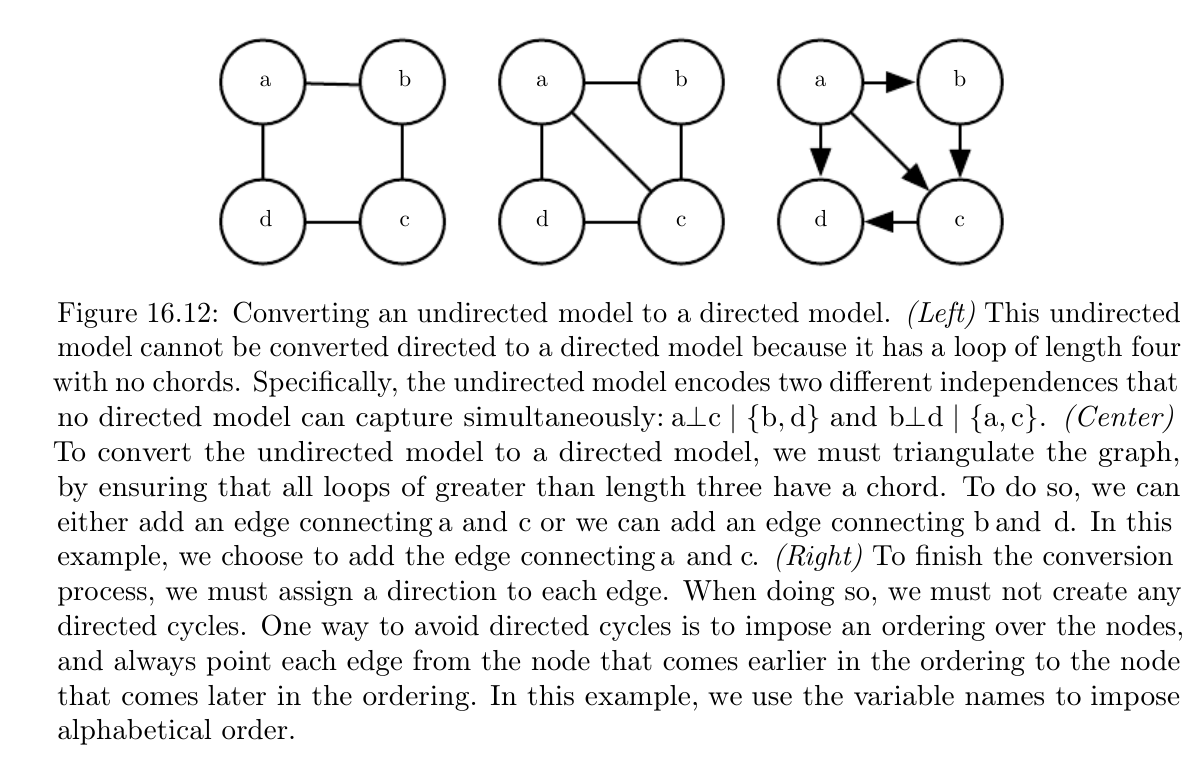 a b a b a b
d c d c d c
Figure 16.12: Converting an undirected model to a directed model. (Left) This undirected
model cannot be converted directed to a directed model because it has a loop of length four
with no chords. Specifically, the undirected model encodes two different independences that
no directed model can capture simultaneously: a⊥c | {b, d} and b⊥d | {a, c}. (Center)
To convert the undirected model to a directed model, we must triangulate the graph,
by ensuring that all loops of greater than length three have a chord. To do so, we can
either add an edge connecting a and c or we can add an edge connecting b and d. In this
example, we choose to add the edge connecting a and c. (Right) To finish the conversion
process, we must assign a direction to each edge. When doing so, we must not create any
directed cycles. One way to avoid directed cycles is to impose an ordering over the nodes,
and always point each edge from the node that comes earlier in the ordering to the node
that comes later in the ordering. In this example, we use the variable names to impose
alphabetical order.